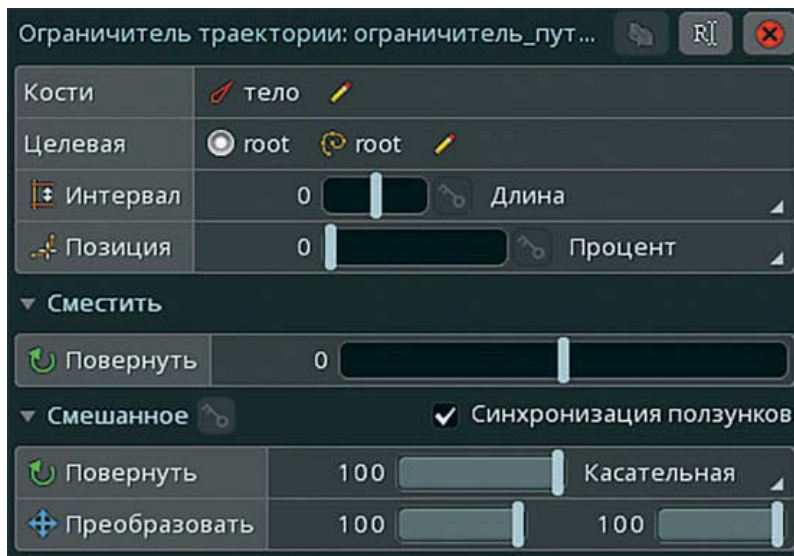 Ограничитель траектории: ограничитель_пут...
Кости тело
Целевая root root
Интервал 0 Длина
Позиция 0 Процент
Сместить
Повернуть 0
Смешанное Синхронизация ползунков
Повернуть 100 Касательная
Преобразовать 100 100